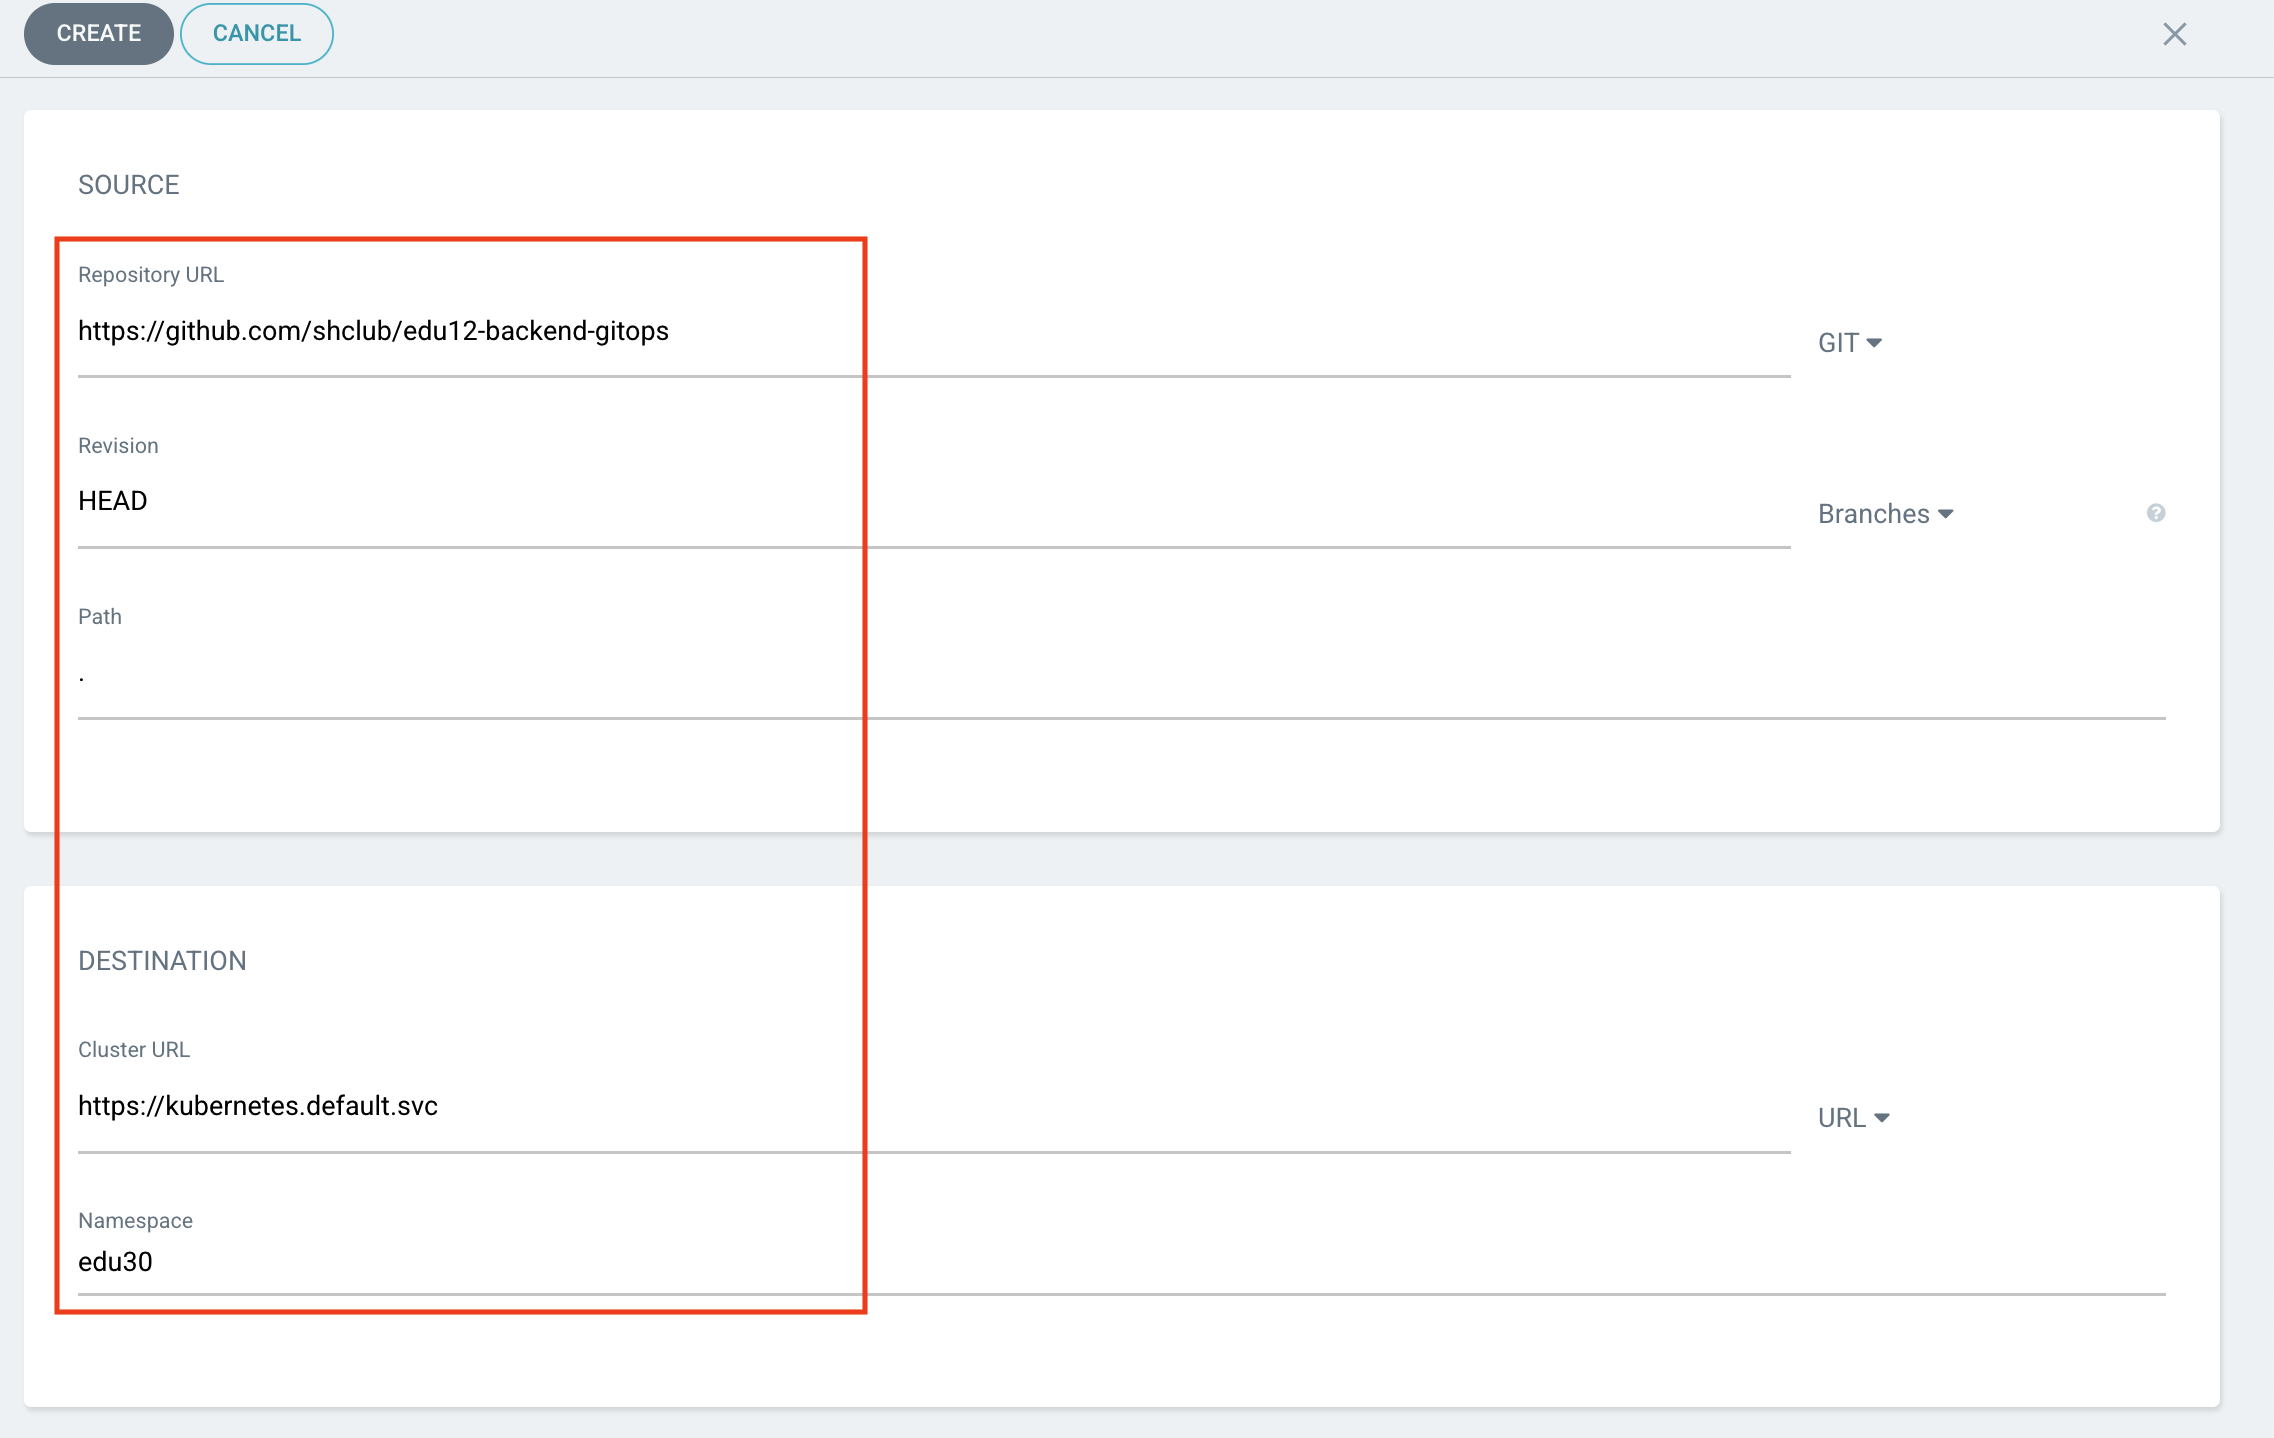 CREATE CANCEL
SOURCE
Repository URL
https://github.com/shclub/edu12-backend-gitops
GIT
Revision
HEAD
Branches
Path
.
DESTINATION
Cluster URL
https://kubernetes.default.svc
URL
Namespace
edu30